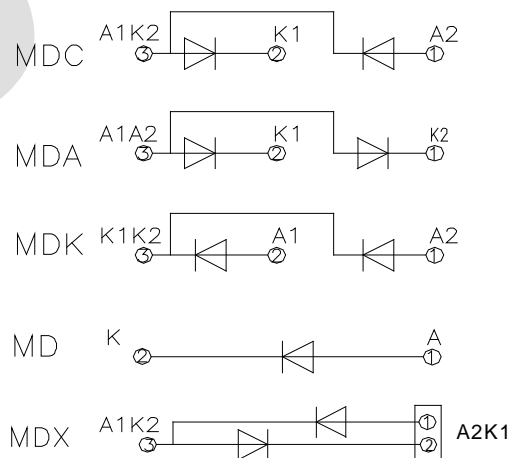 A1K2 K1 A2
MDC 3 2 1
A1A2 K1 K2
MDA 3 2 1
K1K2 A1 A2
MDK 3 2 1
K A
MD 2 1
A1K2 1 A2K1
MDX 3 2